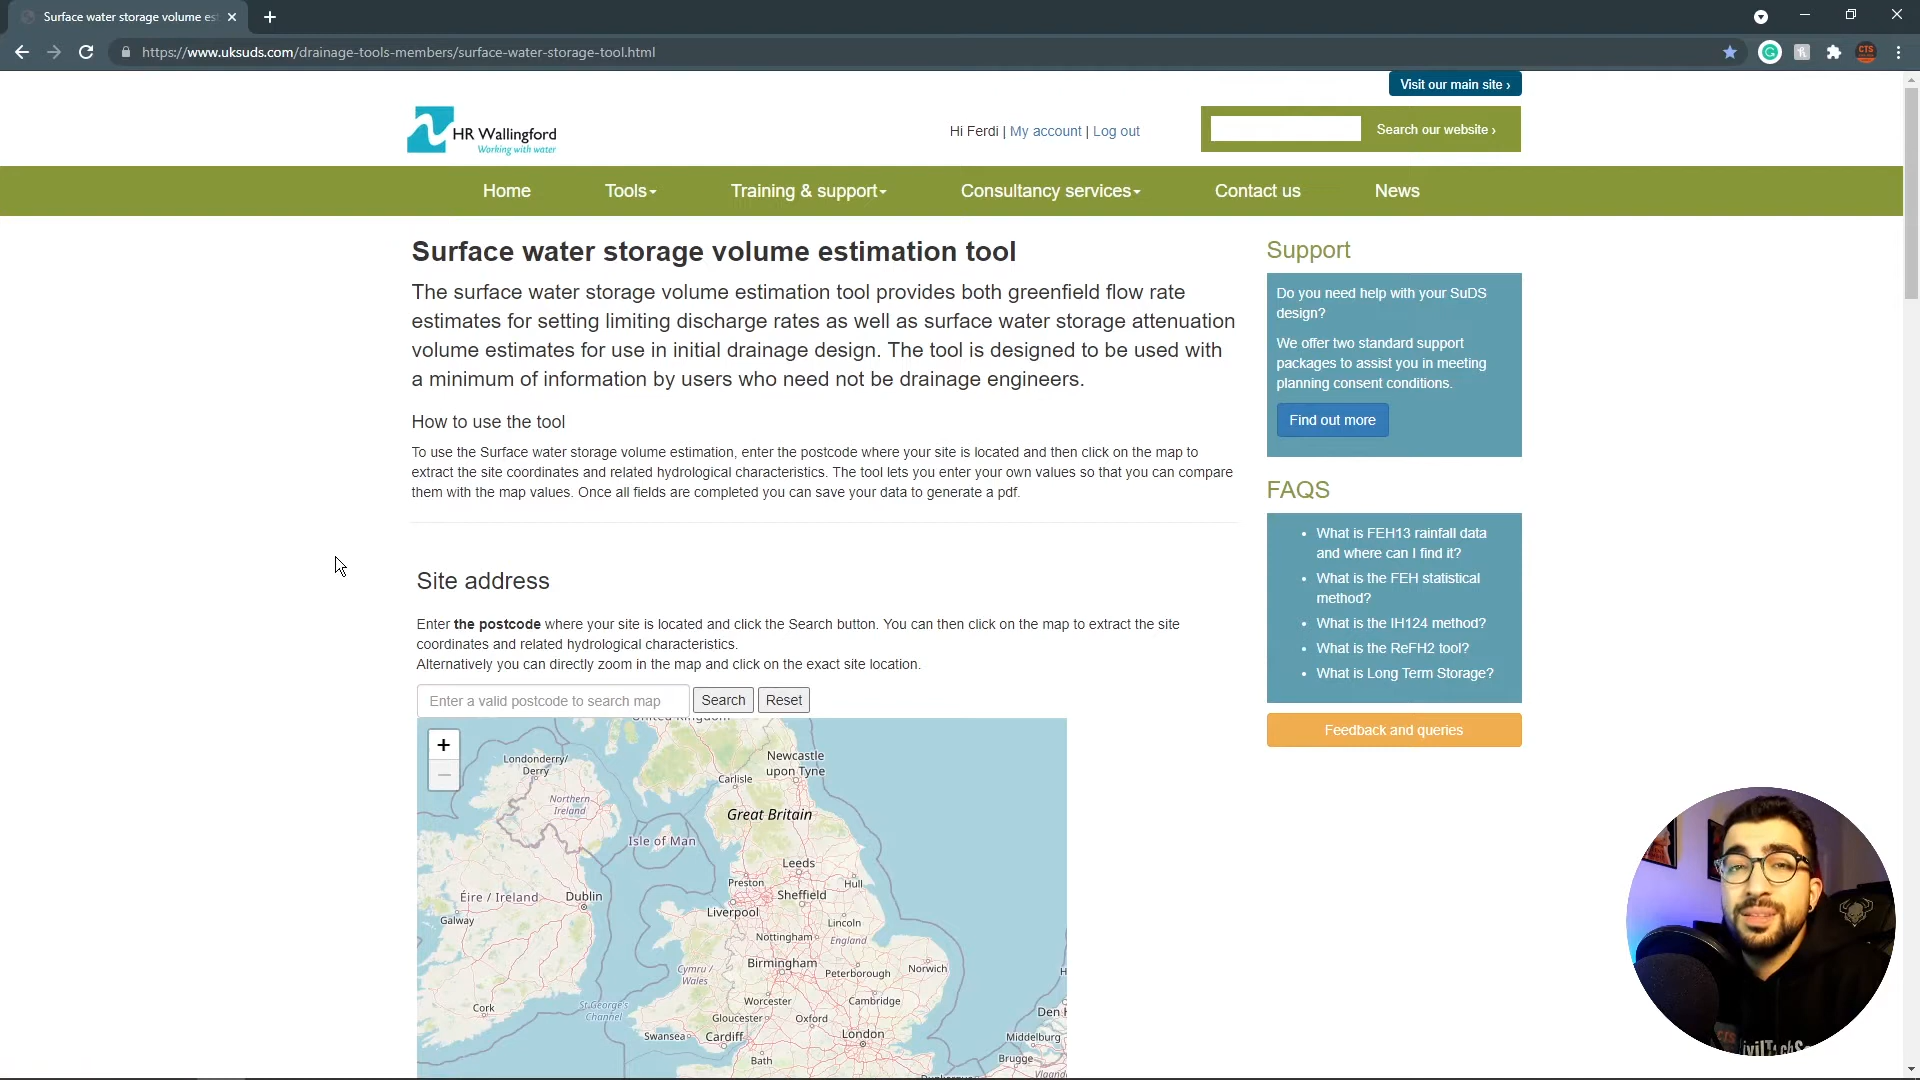 Surface water storage volume es
https://www.uksuds.com/drainage-tools-members/surface-water-storage-tool.html
CTS
Visit our main site ›
HR Wallingford
Working with water
Hi Ferdi | My account | Log out
Search our website ›
Home
Tools
Training & support
Consultancy services
Contact us
News
Surface water storage volume estimation tool
The surface water storage volume estimation tool provides both greenfield flow rate
estimates for setting limiting discharge rates as well as surface water storage attenuation
volume estimates for use in initial drainage design. The tool is designed to be used with
a minimum of information by users who need not be drainage engineers.
How to use the tool
To use the Surface water storage volume estimation, enter the postcode where your site is located and then click on the map to
extract the site coordinates and related hydrological characteristics. The tool lets you enter your own values so that you can compare
them with the map values. Once all fields are completed you can save your data to generate a pdf.
Support
Do you need help with your SuDS
design?
We offer two standard support
packages to assist you in meeting
planning consent conditions.
Find out more
FAQS
• What is FEH13 rainfall data
and where can I find it?
• What is the FEH statistical
method?
• What is the IH124 method?
• What is the ReFH2 tool?
• What is Long Term Storage?
Feedback and queries
Site address
Enter the postcode where your site is located and click the Search button. You can then click on the map to extract the site
coordinates and related hydrological characteristics.
Alternatively you can directly zoom in the map and click on the exact site location.
Enter a valid postcode to search map
Search
Reset
United Kingdom
+
−
Londonderry/
Derry
Newcastle
upon Tyne
Carlisle
Northern
Ireland
Great Britain
Isle of Man
Leeds
Preston
Hull
Éire / Ireland
Dublin
Sheffield
Galway
Liverpool
Lincoln
Nottingham
England
Birmingham
Peterborough
Norwich
Cymru /
Wales
Cork
St George's
Channel
Worcester
Cambridge
Gloucester
Oxford
Den H
Swansea
Cardiff
London
Middelburg
Bath
Brugge
CTS